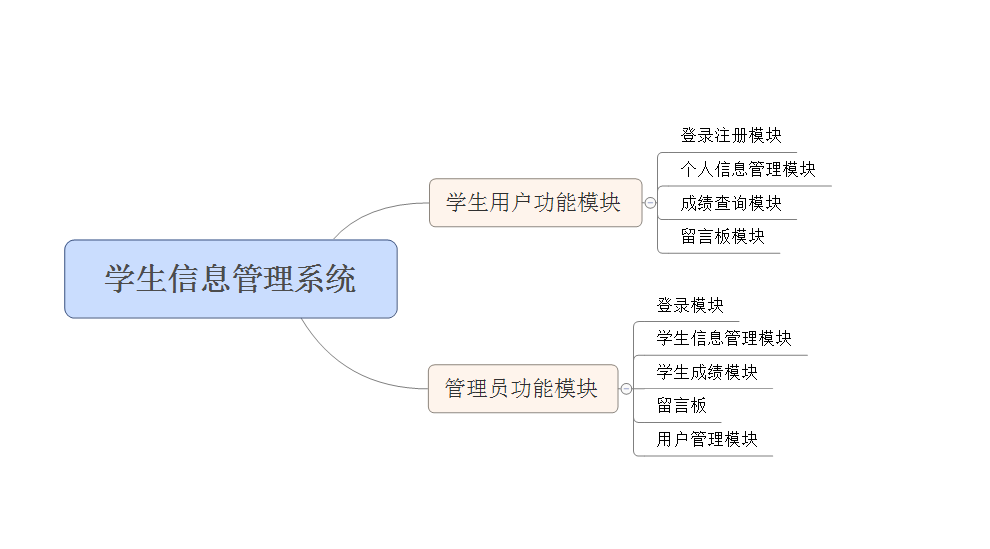 学生信息管理系统
学生用户功能模块
登录注册模块
个人信息管理模块
成绩查询模块
留言板模块
管理员功能模块
登录模块
学生信息管理模块
学生成绩模块
留言板
用户管理模块